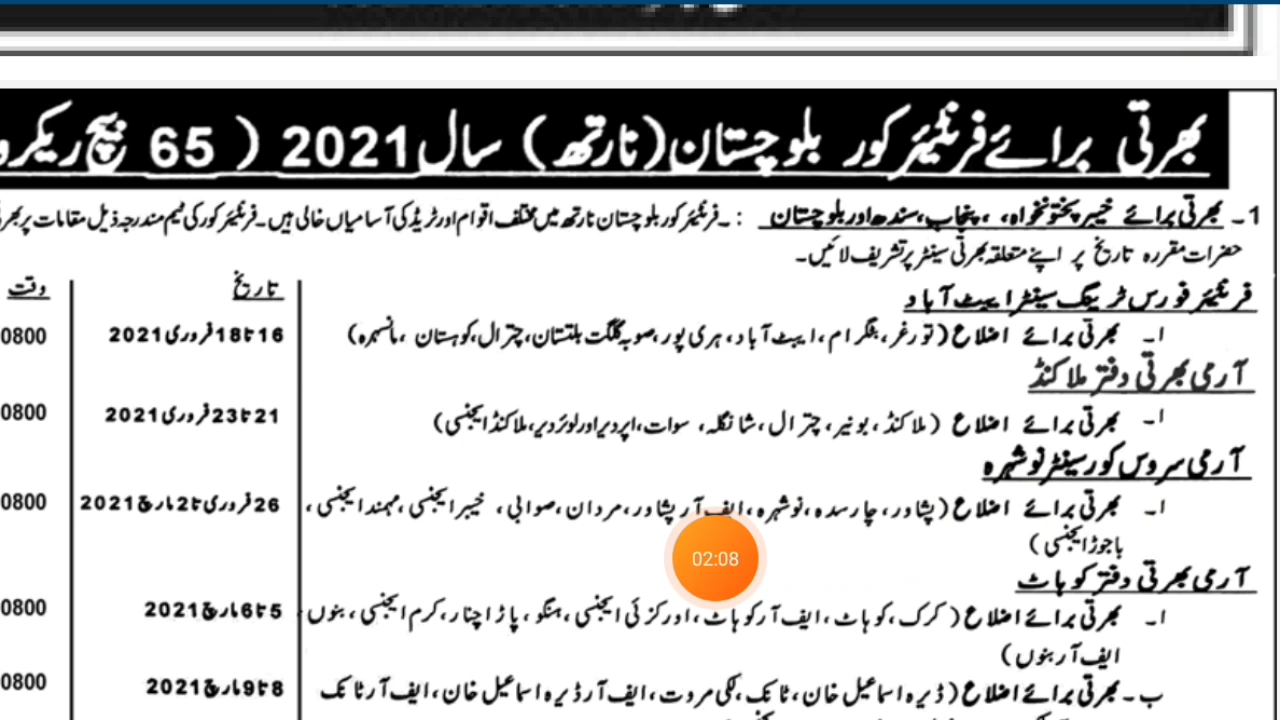 بھرتی برائے فرنٹیئر کور بلوچستان (نارتھ) سال 2021 ( 65 بیچ ریکرو
1۔ بھرتی برائے خیبر پختونخواہ، ، پنجاب، سندھ اور بلوچستان :۔ فرنٹیئر کور بلوچستان نارتھ میں مختلف اقوام اور ٹریڈ کی آسامیاں خالی ہیں۔ فرنٹیئر کور کی ٹیم مندرجہ ذیل مقامات پر بھر
حضرات مقررہ تاریخ پر اپنے متعلقہ بھرتی سینٹر پر تشریف لائیں۔
تاریخ وقت
فرنٹیئر فورس ٹریننگ سینٹر ایبٹ آباد
ا۔ بھرتی برائے اضلاع (تورغر، بٹگرام، ایبٹ آباد، ہری پور، صوبہ گلگت بلتستان، چترال، کوہستان ، مانسہرہ) 16 تا 18 فروری 2021 0800
آرمی بھرتی دفتر ملاکنڈ
ا۔ بھرتی برائے اضلاع (ملاکنڈ، بونیر، چترال، شانگلہ، سوات، اپر دیر اور لوئر دیر، ملاکنڈ ایجنسی) 21 تا 23 فروری 2021 0800
آرمی سروس کور سینٹر نوشہرہ
ا۔ بھرتی برائے اضلاع (پشاور، چارسدہ، نوشہرہ، ایف آر پشاور، مردان، صوابی ، خیبر ایجنسی، مہمند ایجنسی، 26 فروری تا 2 مارچ 2021 0800
باجوڑ ایجنسی)
02:08
آرمی بھرتی دفتر کوہاٹ
ا۔ بھرتی برائے اضلاع ( کرک، کوہاٹ، ایف آر کوہاٹ، اورکزئی ایجنسی، ہنگو، پاڑا چنار، کرم ایجنسی، بنوں، 5 تا 6 مارچ 2021 0800
ایف آر بنوں)
ب۔ بھرتی برائے اضلاع (ڈیرہ اسماعیل خان، ٹانک، لکی مروت، ایف آر ڈیرہ اسماعیل خان، ایف آر ٹانک 8 تا 9 مارچ 2021 0800